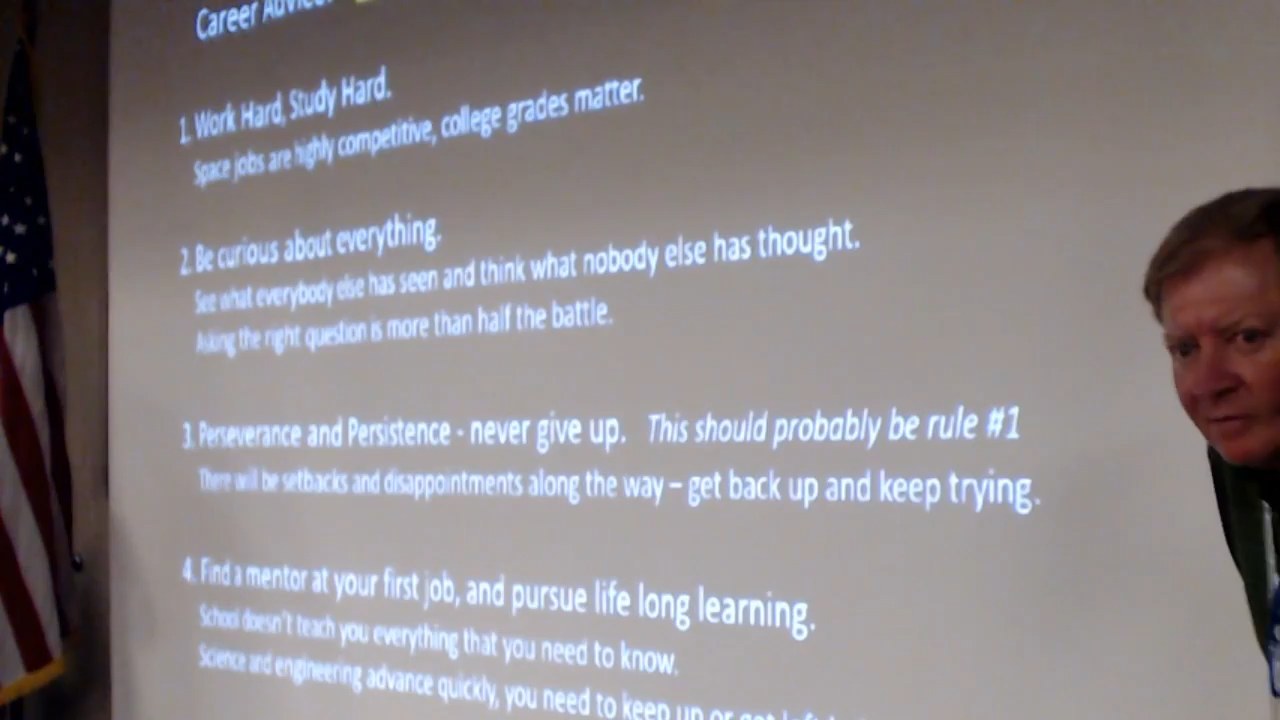 Career Advice:
1. Work Hard, Study Hard.
Space jobs are highly competitive, college grades matter.
2. Be curious about everything.
See what everybody else has seen and think what nobody else has thought.
Asking the right question is more than half the battle.
3. Perseverance and Persistence - never give up. This should probably be rule #1
There will be setbacks and disappointments along the way – get back up and keep trying.
4. Find a mentor at your first job, and pursue life long learning.
School doesn't teach you everything that you need to know.
Science and engineering advance quickly, you need to keep up or get